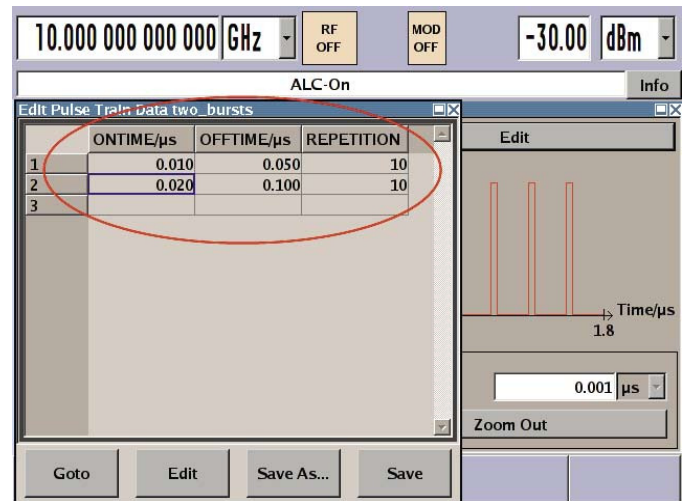 10.000 000 000 000 GHz RF OFF MOD OFF -30.00 dBm
ALC-On Info
Edit Pulse Train Data two_bursts
ONTIME/µs OFFTIME/µs REPETITION
1 0.010 0.050 10
2 0.020 0.100 10
3
Edit
Time/µs
1.8
0.001 µs
Zoom Out
Goto Edit Save As... Save